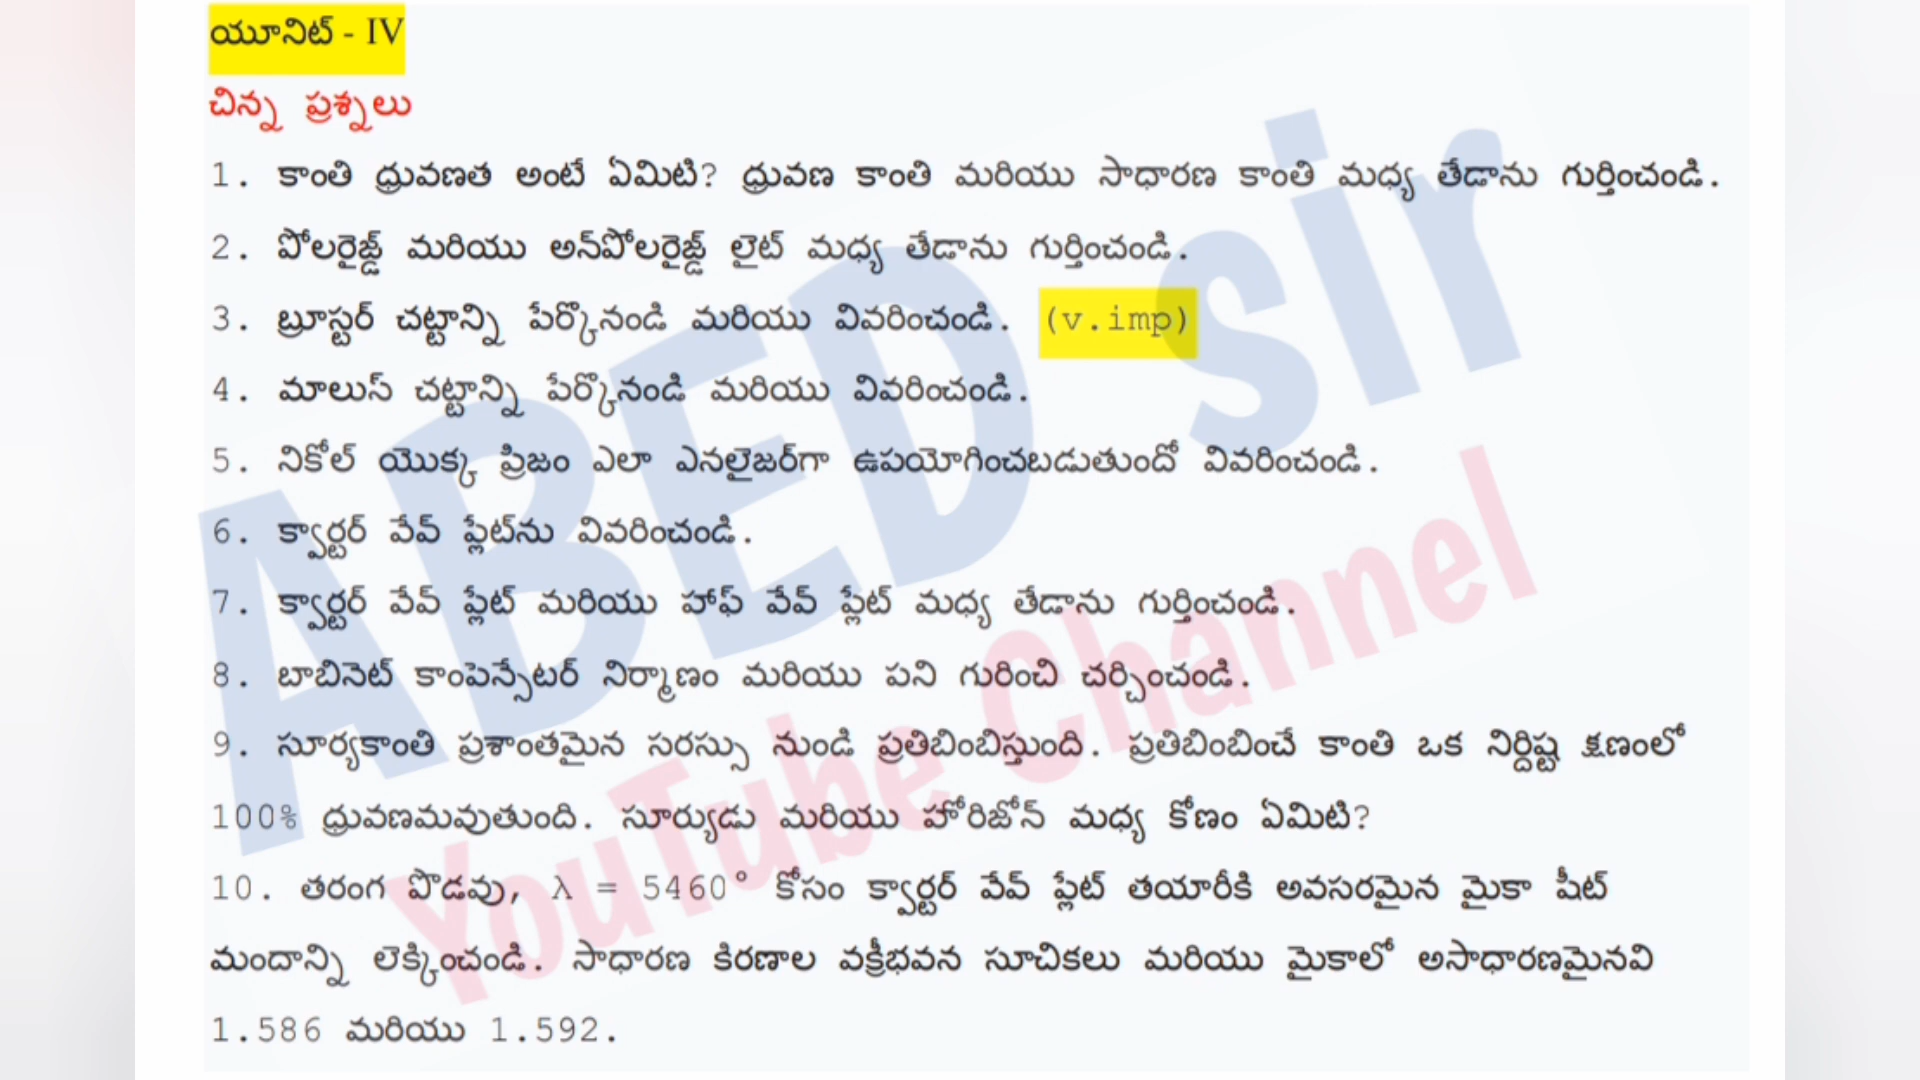 యూనిట్ - IV
చిన్న ప్రశ్నలు
1. కాంతి ధ్రువణత అంటే ఏమిటి? ధ్రువణ కాంతి మరియు సాధారణ కాంతి మధ్య తేడాను గుర్తించండి.
2. పోలరైజ్డ్ మరియు అన్‌పోలరైజ్డ్ లైట్ మధ్య తేడాను గుర్తించండి.
3. బ్రూస్టర్ చట్టాన్ని పేర్కొనండి మరియు వివరించండి. (v.imp)
4. మాలుస్ చట్టాన్ని పేర్కొనండి మరియు వివరించండి.
5. నికోల్ యొక్క ప్రిజం ఎలా ఎనలైజర్‌గా ఉపయోగించబడుతుందో వివరించండి.
6. క్వార్టర్ వేవ్ ప్లేట్‌ను వివరించండి.
7. క్వార్టర్ వేవ్ ప్లేట్ మరియు హాఫ్ వేవ్ ప్లేట్ మధ్య తేడాను గుర్తించండి.
8. బాబినెట్ కాంపెన్సేటర్ నిర్మాణం మరియు పని గురించి చర్చించండి.
9. సూర్యకాంతి ప్రశాంతమైన సరస్సు నుండి ప్రతిబింబిస్తుంది. ప్రతిబింబించే కాంతి ఒక నిర్దిష్ట క్షణంలో
100% ధ్రువణమవుతుంది. సూర్యుడు మరియు హోరిజోన్ మధ్య కోణం ఏమిటి?
10. తరంగ పొడవు, λ = 5460° కోసం క్వార్టర్ వేవ్ ప్లేట్ తయారీకి అవసరమైన మైకా షీట్
మందాన్ని లెక్కించండి. సాధారణ కిరణాల వక్రీభవన సూచికలు మరియు మైకాలో అసాధారణమైనవి
1.586 మరియు 1.592.
ABED sir
YouTube Channel